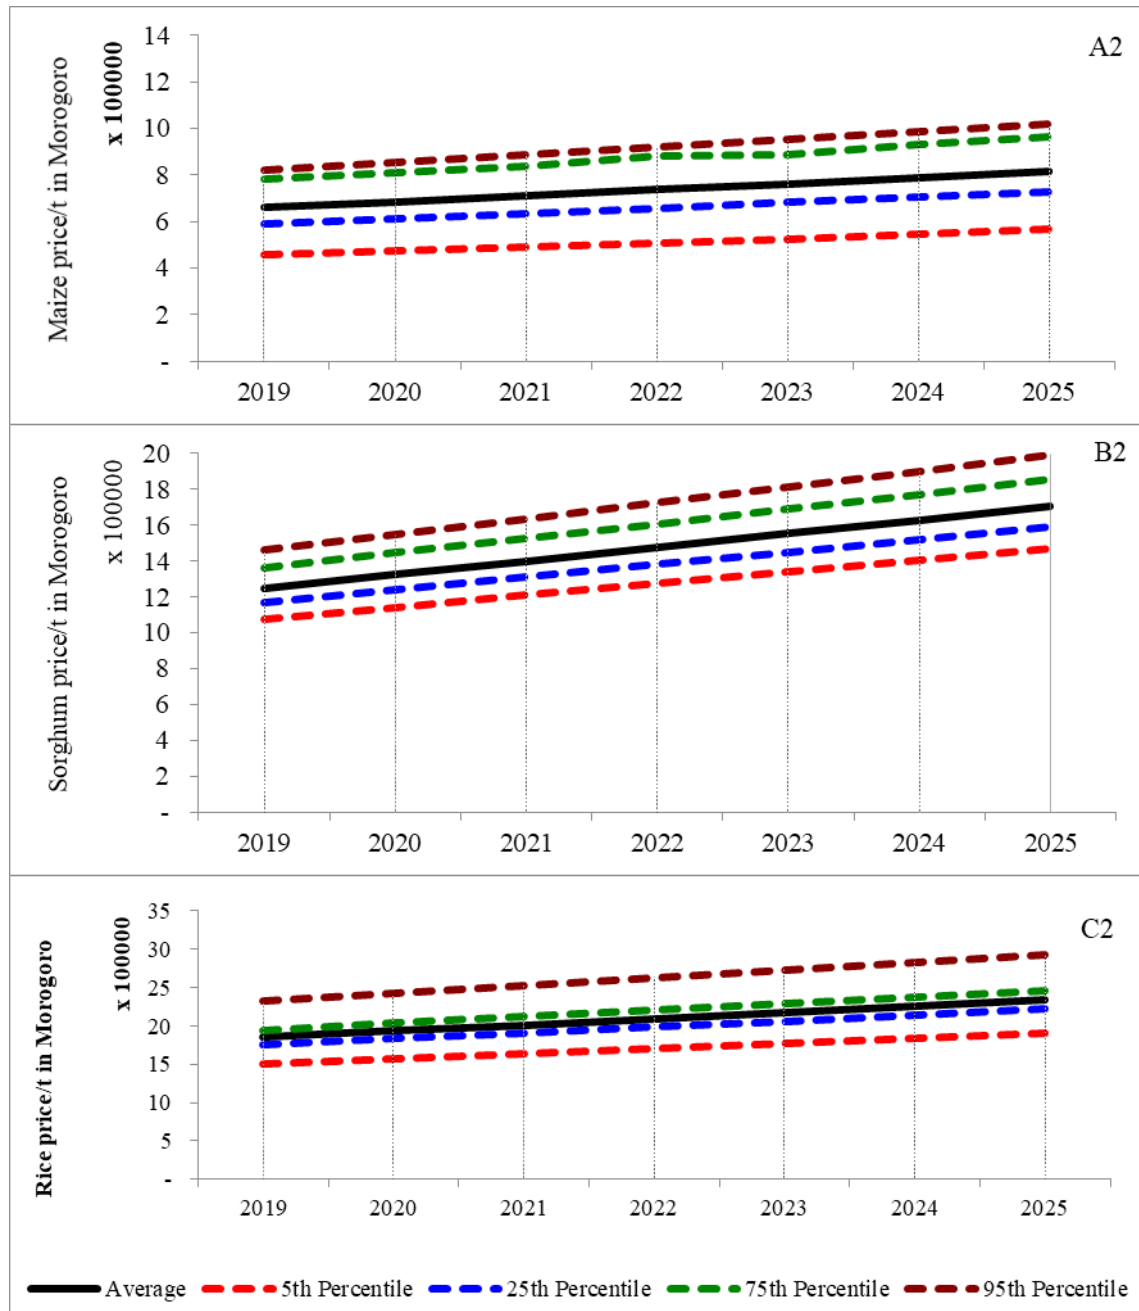 A2
Maize price/t in Morogoro
x 100000
14
12
10
8
6
4
2
-
2019 2020 2021 2022 2023 2024 2025
B2
Sorghum price/t in Morogoro
x 100000
20
18
16
14
12
10
8
6
4
2
-
2019 2020 2021 2022 2023 2024 2025
C2
Rice price/t in Morogoro
x 100000
35
30
25
20
15
10
5
-
2019 2020 2021 2022 2023 2024 2025
Average 5th Percentile 25th Percentile 75th Percentile 95th Percentile